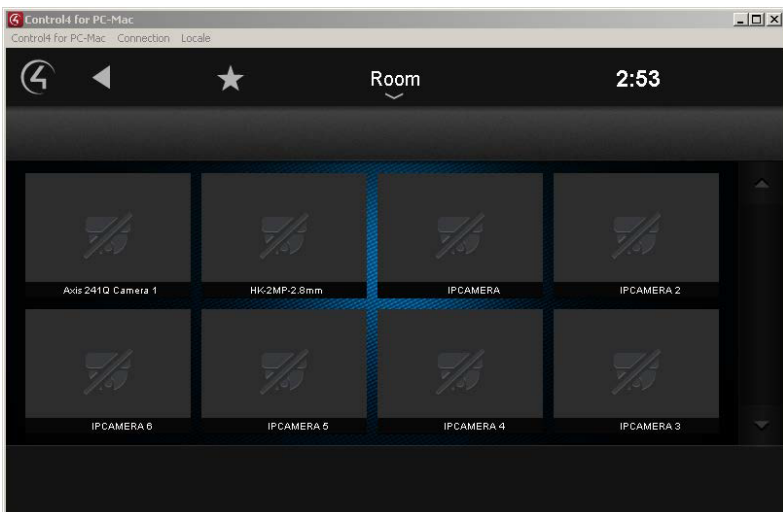 Control4 for PC-Mac
Control4 for PC-Mac Connection Locale
Room
2:53
Axis 241Q Camera 1
HK-2MP-2.8mm
IPCAMERA
IPCAMERA 2
IPCAMERA 6
IPCAMERA 5
IPCAMERA 4
IPCAMERA 3